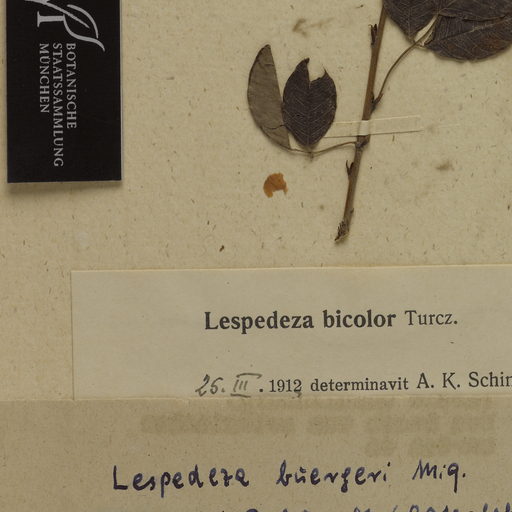 BOTANISCHE
STAATSSAMMLUNG
MÜNCHEN
Lespedeza bicolor Turcz.
25. III. 1912 determinavit A. K. Schin
Lespedeza buergeri Miq.